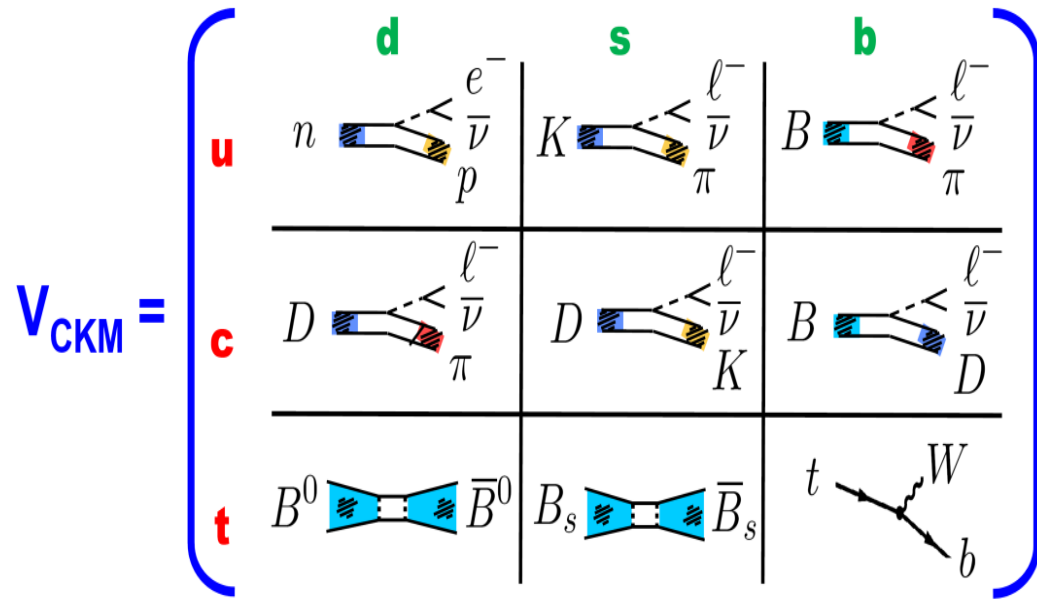 d s b
u n e⁻ ν̄ p K ℓ⁻ ν̄ π B ℓ⁻ ν̄ π
V_CKM = c D ℓ⁻ ν̄ π D ℓ⁻ ν̄ K B ℓ⁻ ν̄ D
t B⁰ B̄⁰ B_s B̄_s t W b